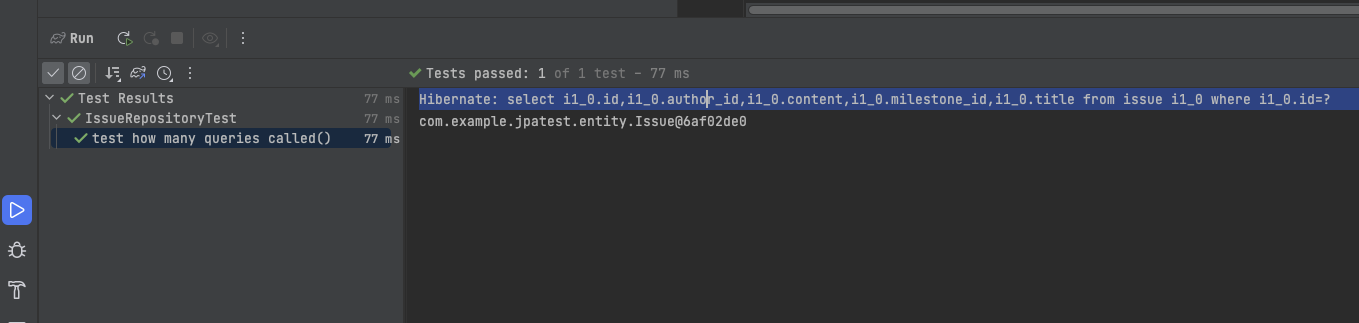 Run
Tests passed: 1 of 1 test – 77 ms
Test Results 77 ms
IssueRepositoryTest 77 ms
test how many queries called() 77 ms
Hibernate: select i1_0.id,i1_0.author_id,i1_0.content,i1_0.milestone_id,i1_0.title from issue i1_0 where i1_0.id=?
com.example.jpatest.entity.Issue@6af02de0